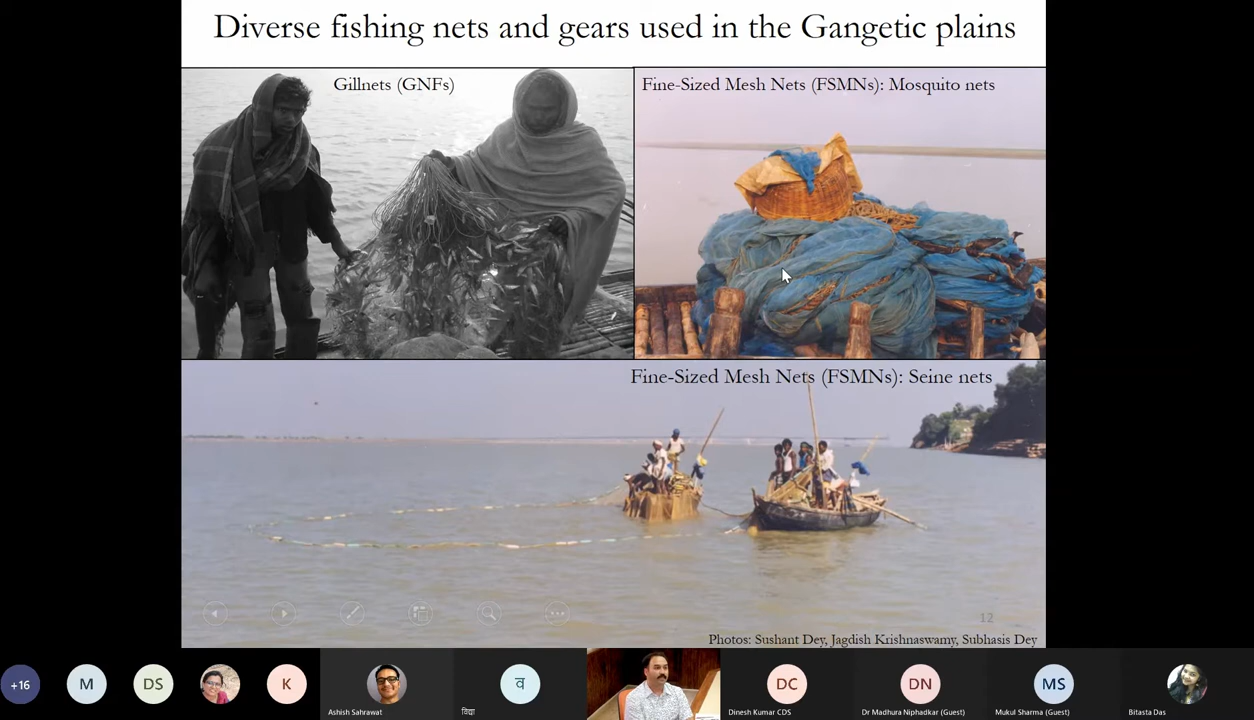 Diverse fishing nets and gears used in the Gangetic plains
Gillnets (GNFs)
Fine-Sized Mesh Nets (FSMNs): Mosquito nets
Fine-Sized Mesh Nets (FSMNs): Seine nets
12
Photos: Sushant Dey, Jagdish Krishnaswamy, Subhasis Dey
+16
M
DS
K
Ashish Sahrawat
व
विद्या
DC
Dinesh Kumar CDS
DN
Dr Madhura Niphadkar (Guest)
MS
Mukul Sharma (Guest)
Bitasta Das